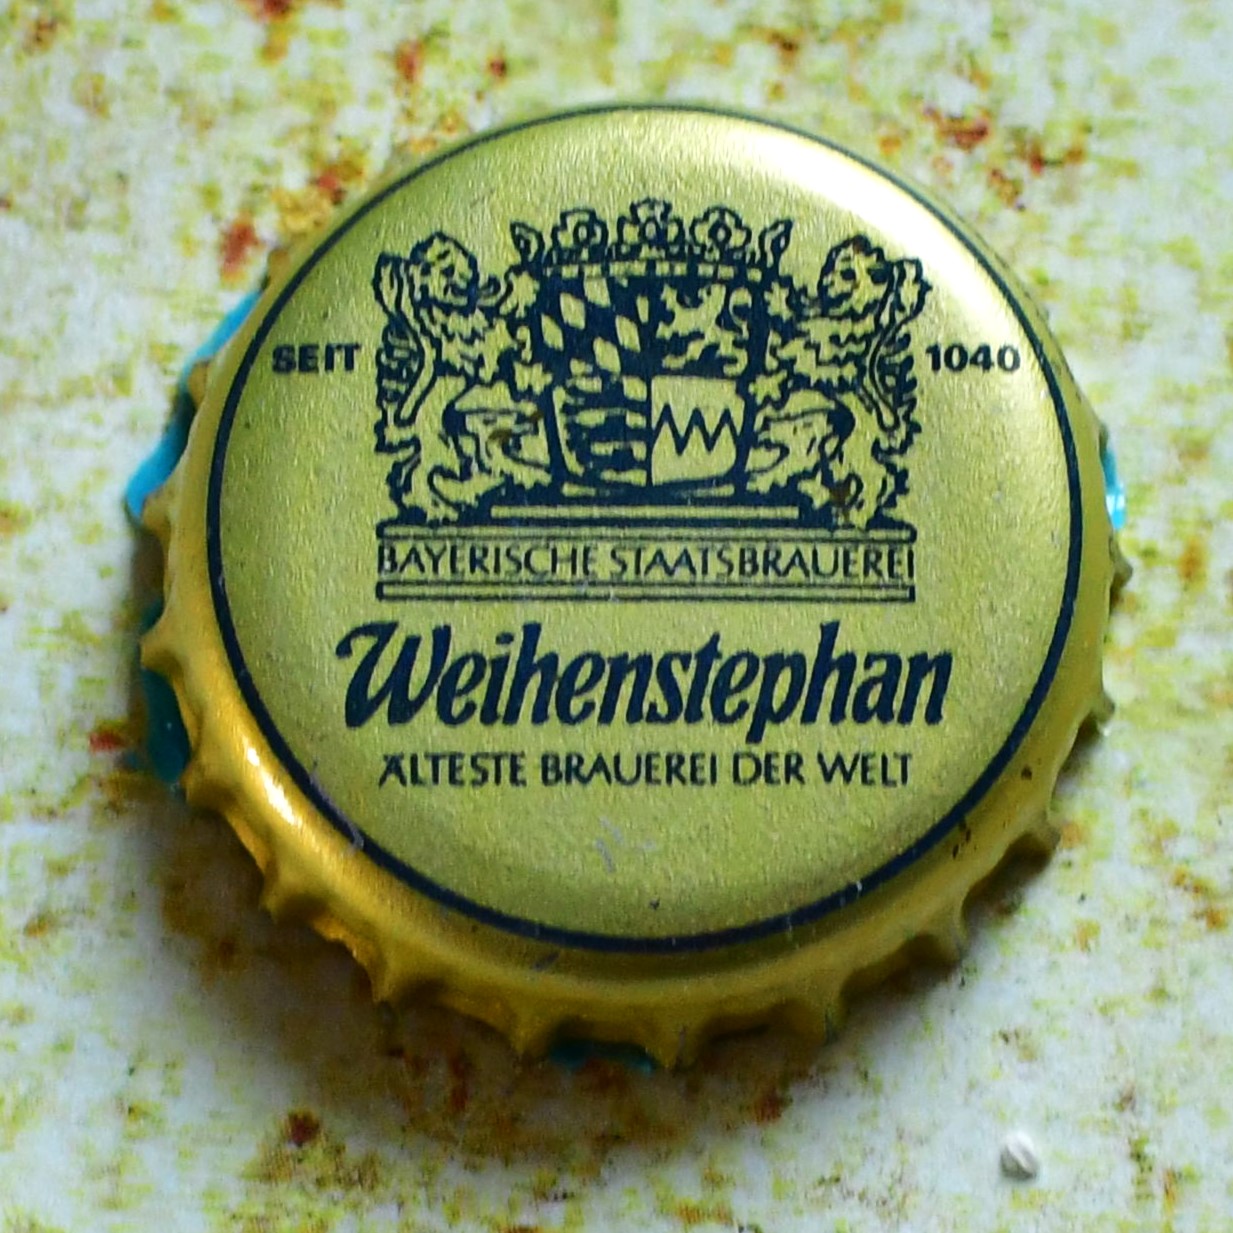 SEIT 1040
BAYERISCHE STAATSBRAUEREI
Weihenstephan
ÄLTESTE BRAUEREI DER WELT